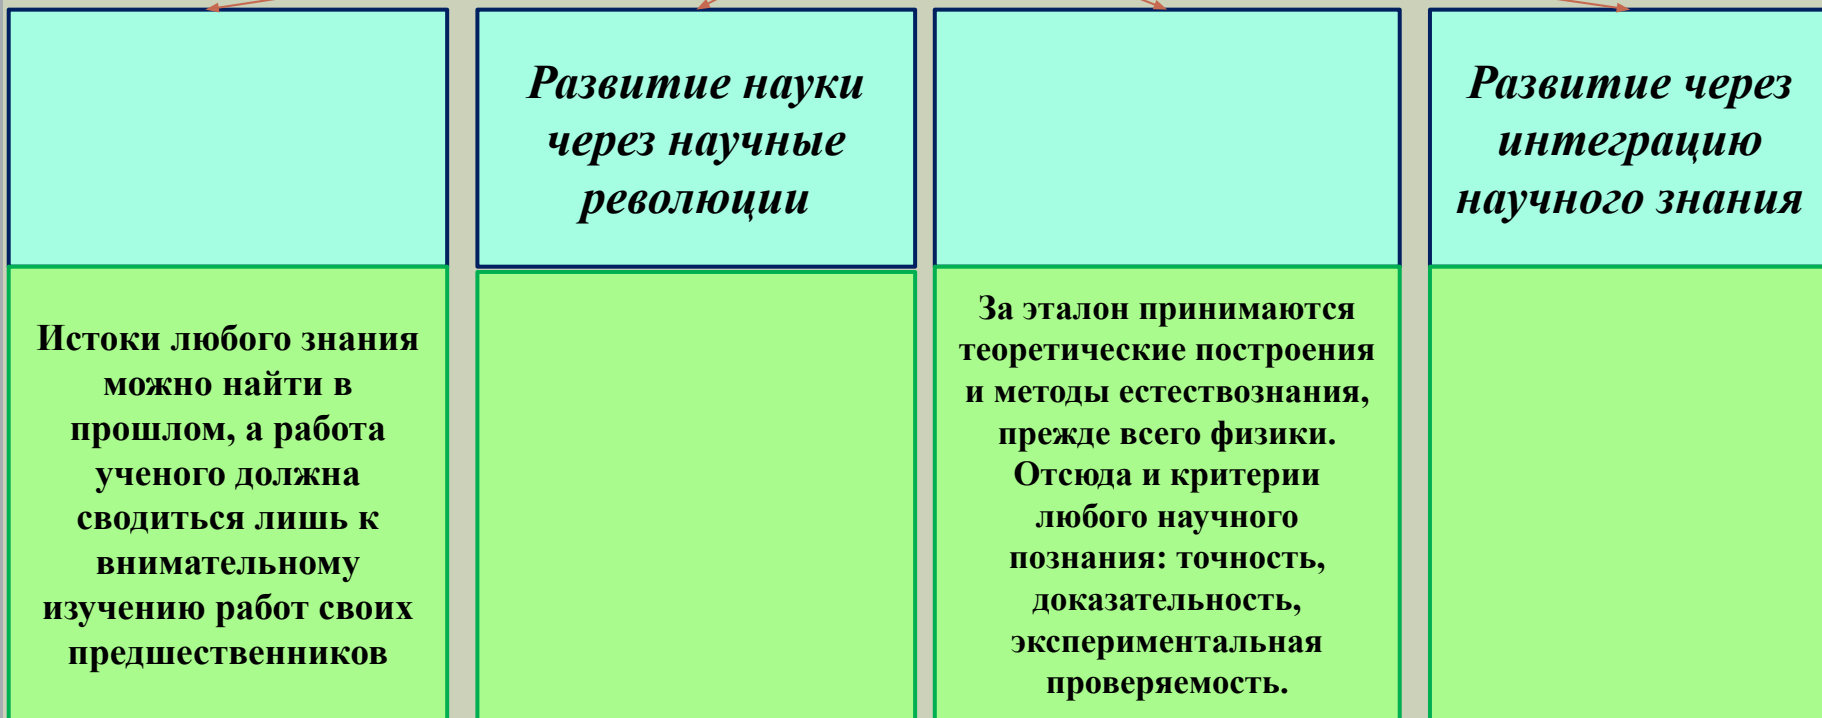 Развитие науки
через научные
революции
Развитие через
интеграцию
научного знания
Истоки любого знания
можно найти в
прошлом, а работа
ученого должна
сводиться лишь к
внимательному
изучению работ своих
предшественников
За эталон принимаются
теоретические построения
и методы естествознания,
прежде всего физики.
Отсюда и критерии
любого научного
познания: точность,
доказательность,
экспериментальная
проверяемость.